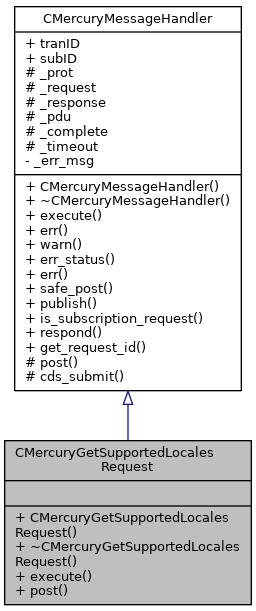 CMercuryMessageHandler
+ tranID
+ subID
# _prot
# _request
# _response
# _pdu
# _complete
# _timeout
- _err_msg
+ CMercuryMessageHandler()
+ ~CMercuryMessageHandler()
+ execute()
+ err()
+ warn()
+ err_status()
+ err()
+ safe_post()
+ publish()
+ is_subscription_request()
+ respond()
+ get_request_id()
# post()
# cds_submit()
CMercuryGetSupportedLocales
Request
+ CMercuryGetSupportedLocales
Request()
+ ~CMercuryGetSupportedLocales
Request()
+ execute()
+ post()